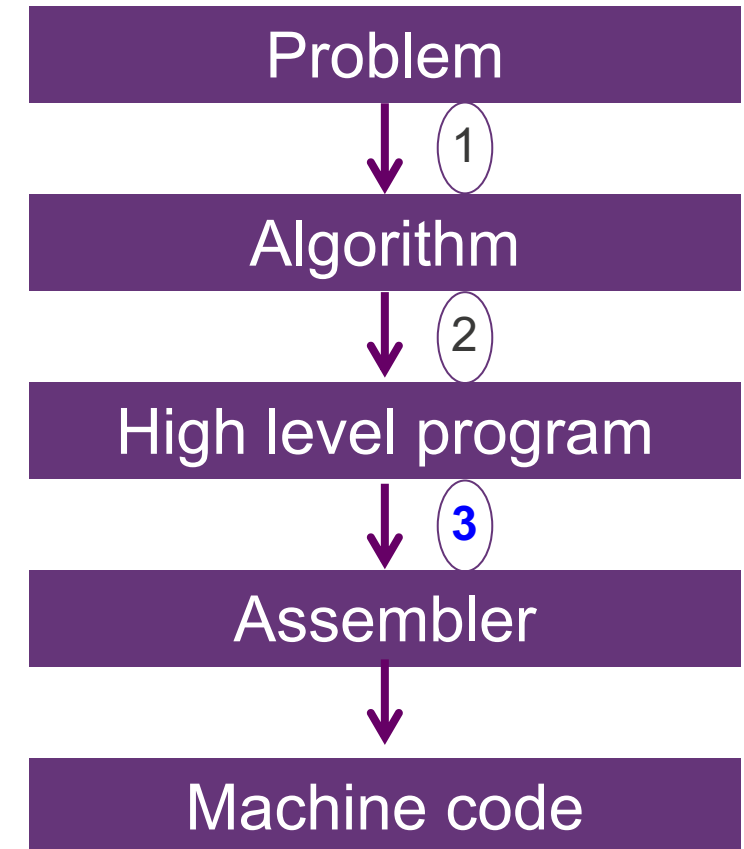 Problem
1
Algorithm
2
High level program
3
Assembler
Machine code